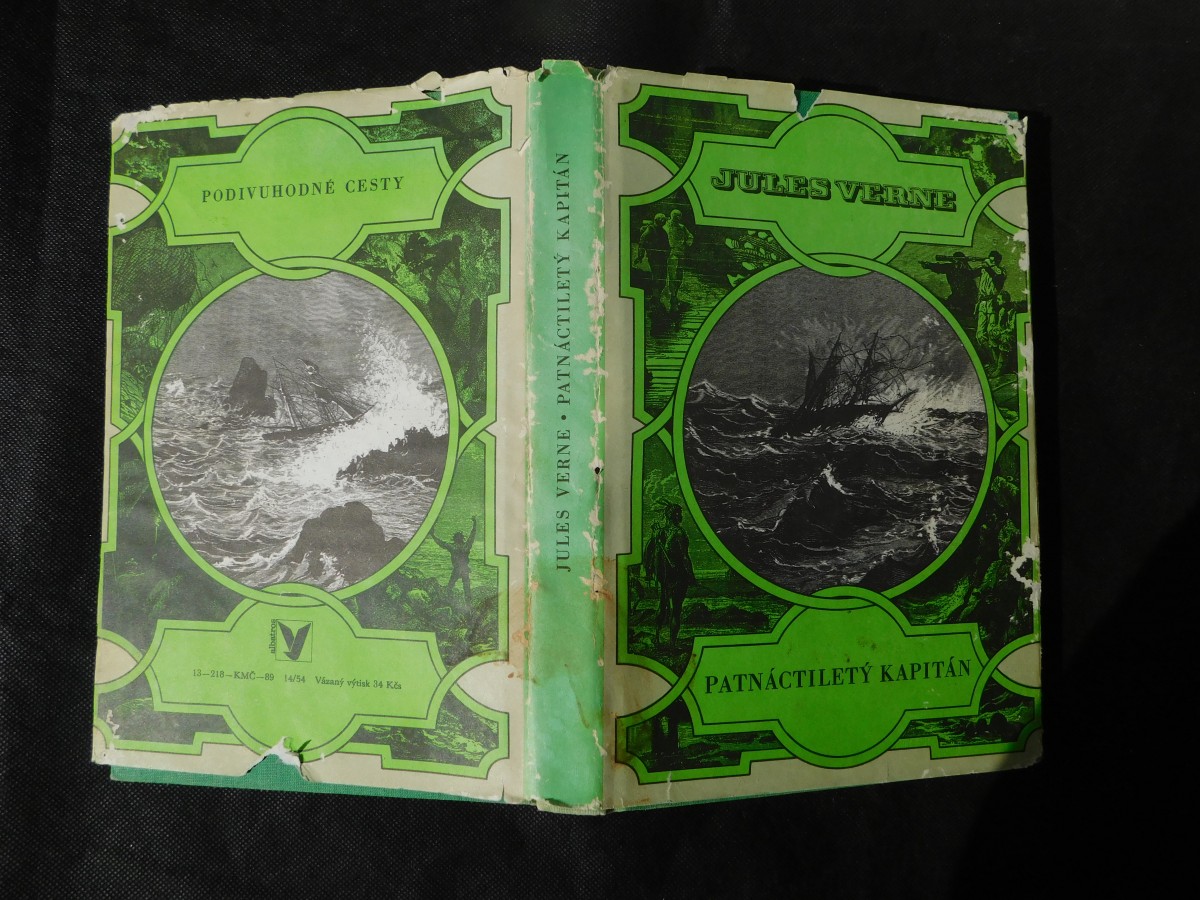 PODIVUHODNÉ CESTY
albatros
13—218—KMČ—89 14/54 Vázaný výtisk 34 Kčs
JULES VERNE • PATNÁCTILETÝ KAPITÁN
JULES VERNE
PATNÁCTILETÝ KAPITÁN